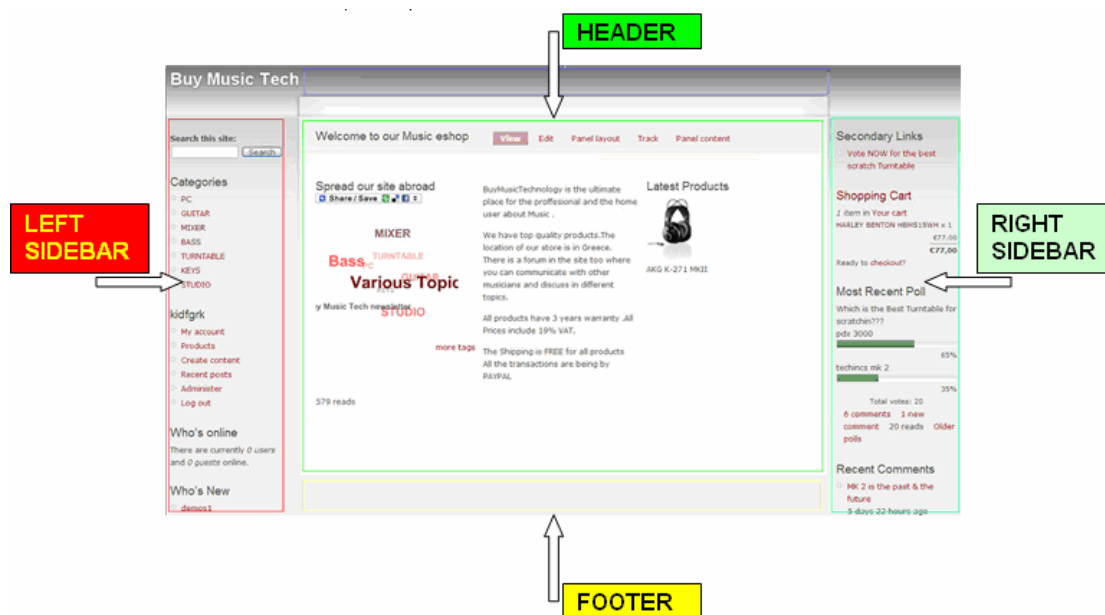 HEADER
Buy Music Tech
LEFT
SIDEBAR
Search this site:
Search
Categories
PC
GUITAR
MIXER
BASS
TURNTABLE
KEYS
STUDIO
kidfgrk
My account
Products
Create content
Recent posts
Administer
Log out
Who's online
There are currently 0 users
and 0 guests online.
Who's New
demos1
Welcome to our Music eshop
View Edit Panel layout Track Panel content
Spread our site abroad
Share / Save
MIXER
TURNTABLE
Bass
PC
GUITAR
KEYS
Various Topic
y Music Tech newsletter
STUDIO
more tags
579 reads
BuyMusicTechnology is the ultimate
place for the proffesional and the home
user about Music .
We have top quality products.The
location of our store is in Greece.
There is a forum in the site too where
you can communicate with other
musicians and discuss in different
topics.
All products have 3 years warranty .All
Prices include 19% VAT.
The Shipping is FREE for all products
All the transactions are being by
PAYPAL
Latest Products
AKG K-271 MKII
Secondary Links
Vote NOW for the best
scratch Turntable
Shopping Cart
1 item in Your cart
HARLEY BENTON HBMS15WH x 1
€77,00
€77,00
Ready to checkout?
Most Recent Poll
Which is the Best Turntable for
scratchin???
pdx 3000
65%
techincs mk 2
35%
Total votes: 20
6 comments 1 new
comment 20 reads Older
polls
Recent Comments
MK 2 is the past & the
future
5 days 22 hours ago
RIGHT
SIDEBAR
FOOTER